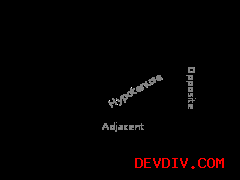 Hypotenuse
Opposite
Adjacent
DEVDIV.COM